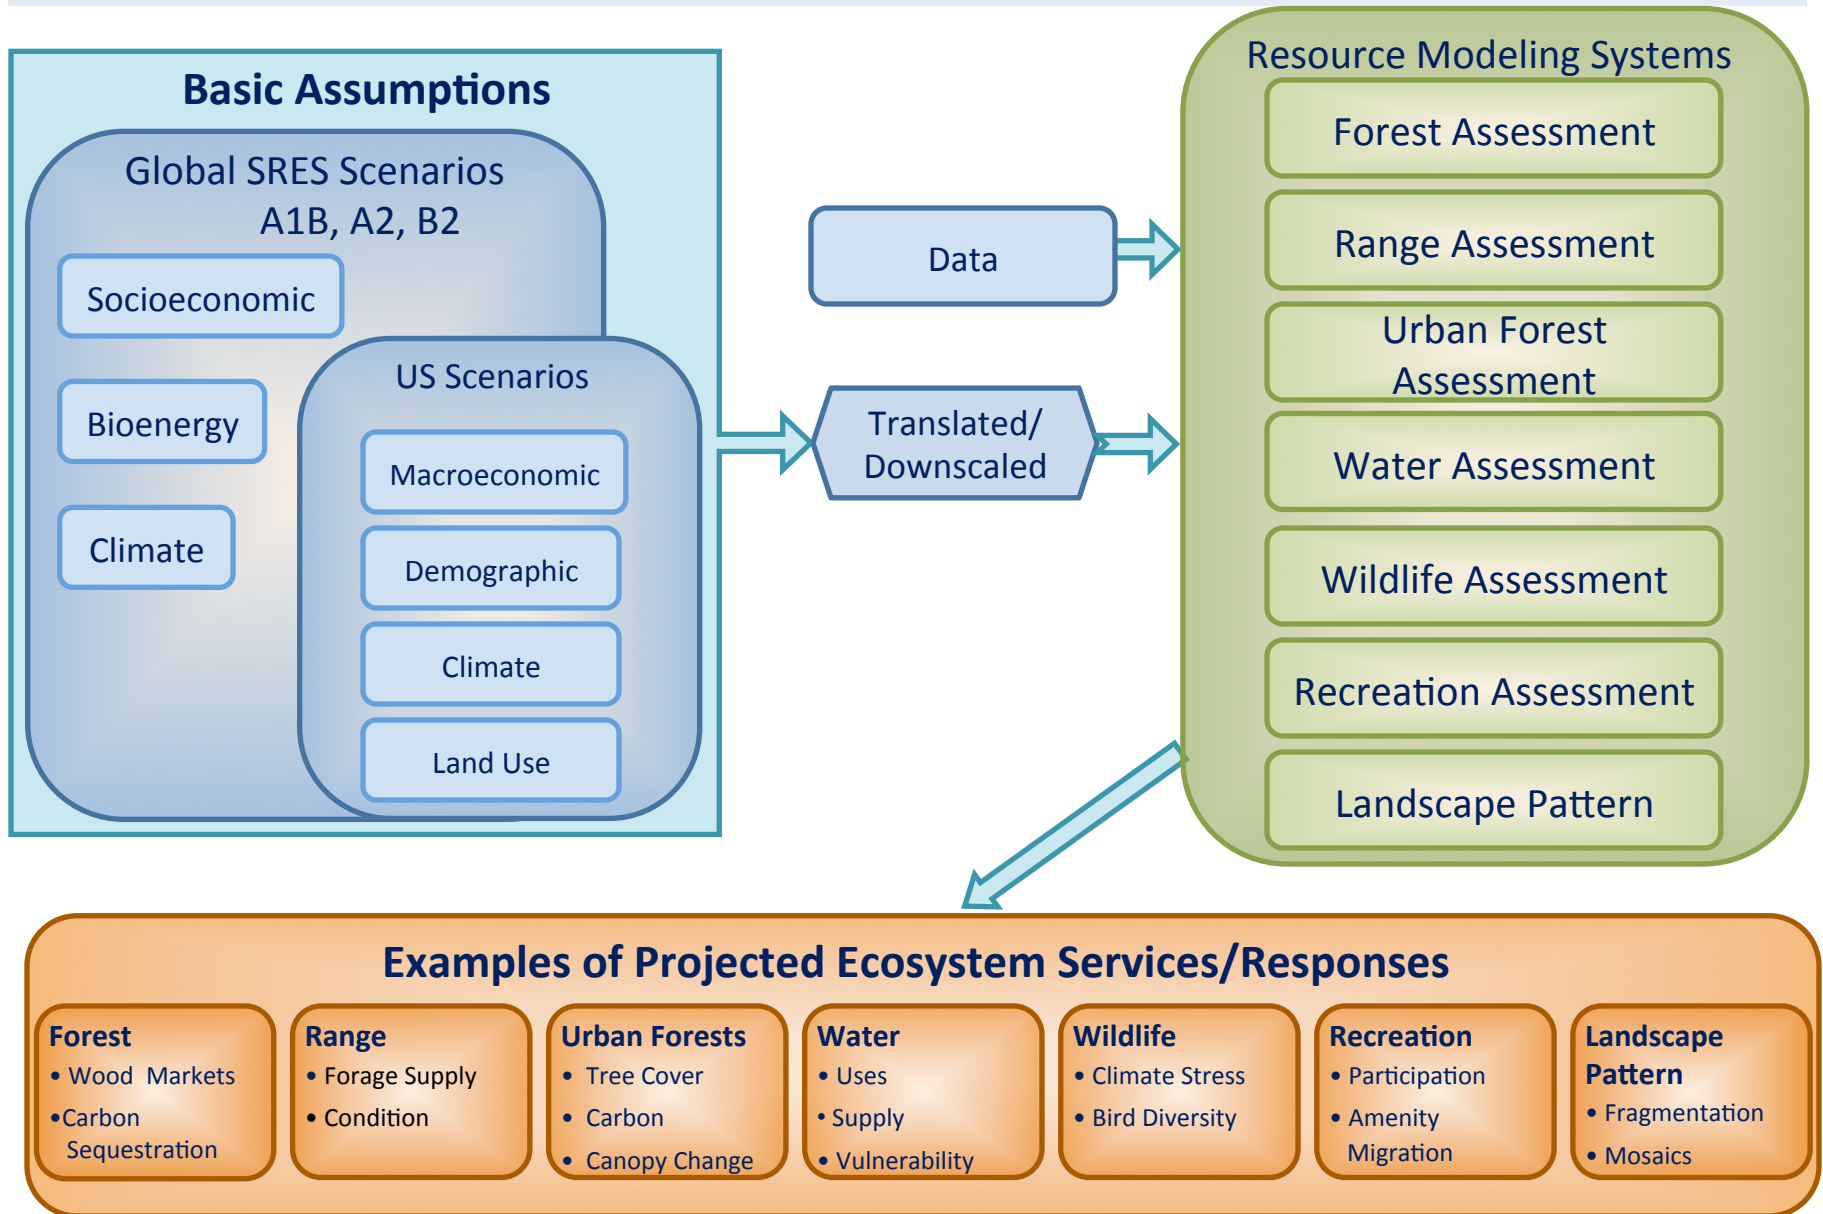 Basic Assumptions
Global SRES Scenarios
A1B, A2, B2
Socioeconomic
Bioenergy
Climate
US Scenarios
Macroeconomic
Demographic
Climate
Land Use
Data
Translated/
Downscaled
Resource Modeling Systems
Forest Assessment
Range Assessment
Urban Forest
Assessment
Water Assessment
Wildlife Assessment
Recreation Assessment
Landscape Pattern
Examples of Projected Ecosystem Services/Responses
Forest
• Wood Markets
•Carbon
Sequestration
Range
• Forage Supply
• Condition
Urban Forests
• Tree Cover
• Carbon
• Canopy Change
Water
• Uses
• Supply
• Vulnerability
Wildlife
• Climate Stress
• Bird Diversity
Recreation
• Participation
• Amenity
Migration
Landscape
Pattern
• Fragmentation
• Mosaics